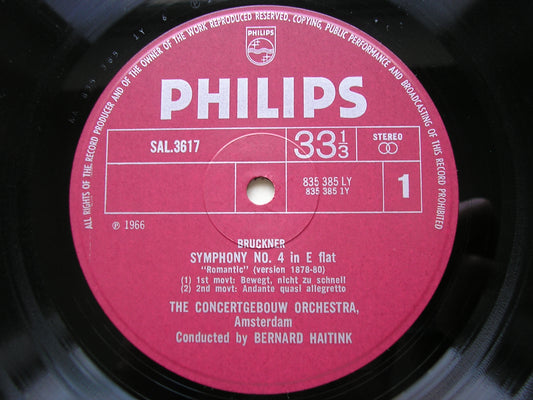 ALL RIGHTS OF THE RECORD PRODUCER AND OF THE OWNER OF THE WORK REPRODUCED RESERVED. COPYING, PUBLIC PERFORMANCE AND BROADCASTING OF THIS RECORD PROHIBITED
PHILIPS
PHILIPS
SAL.3617
33 1/3
STEREO
835 385 LY
835 385 1Y
1
℗ 1966
BRUCKNER
SYMPHONY NO. 4 in E flat
"Romantic" (version 1878-80)
(1) 1st movt: Bewegt, nicht zu schnell
(2) 2nd movt: Andante quasi allegretto
THE CONCERTGEBOUW ORCHESTRA,
Amsterdam
Conducted by BERNARD HAITINK